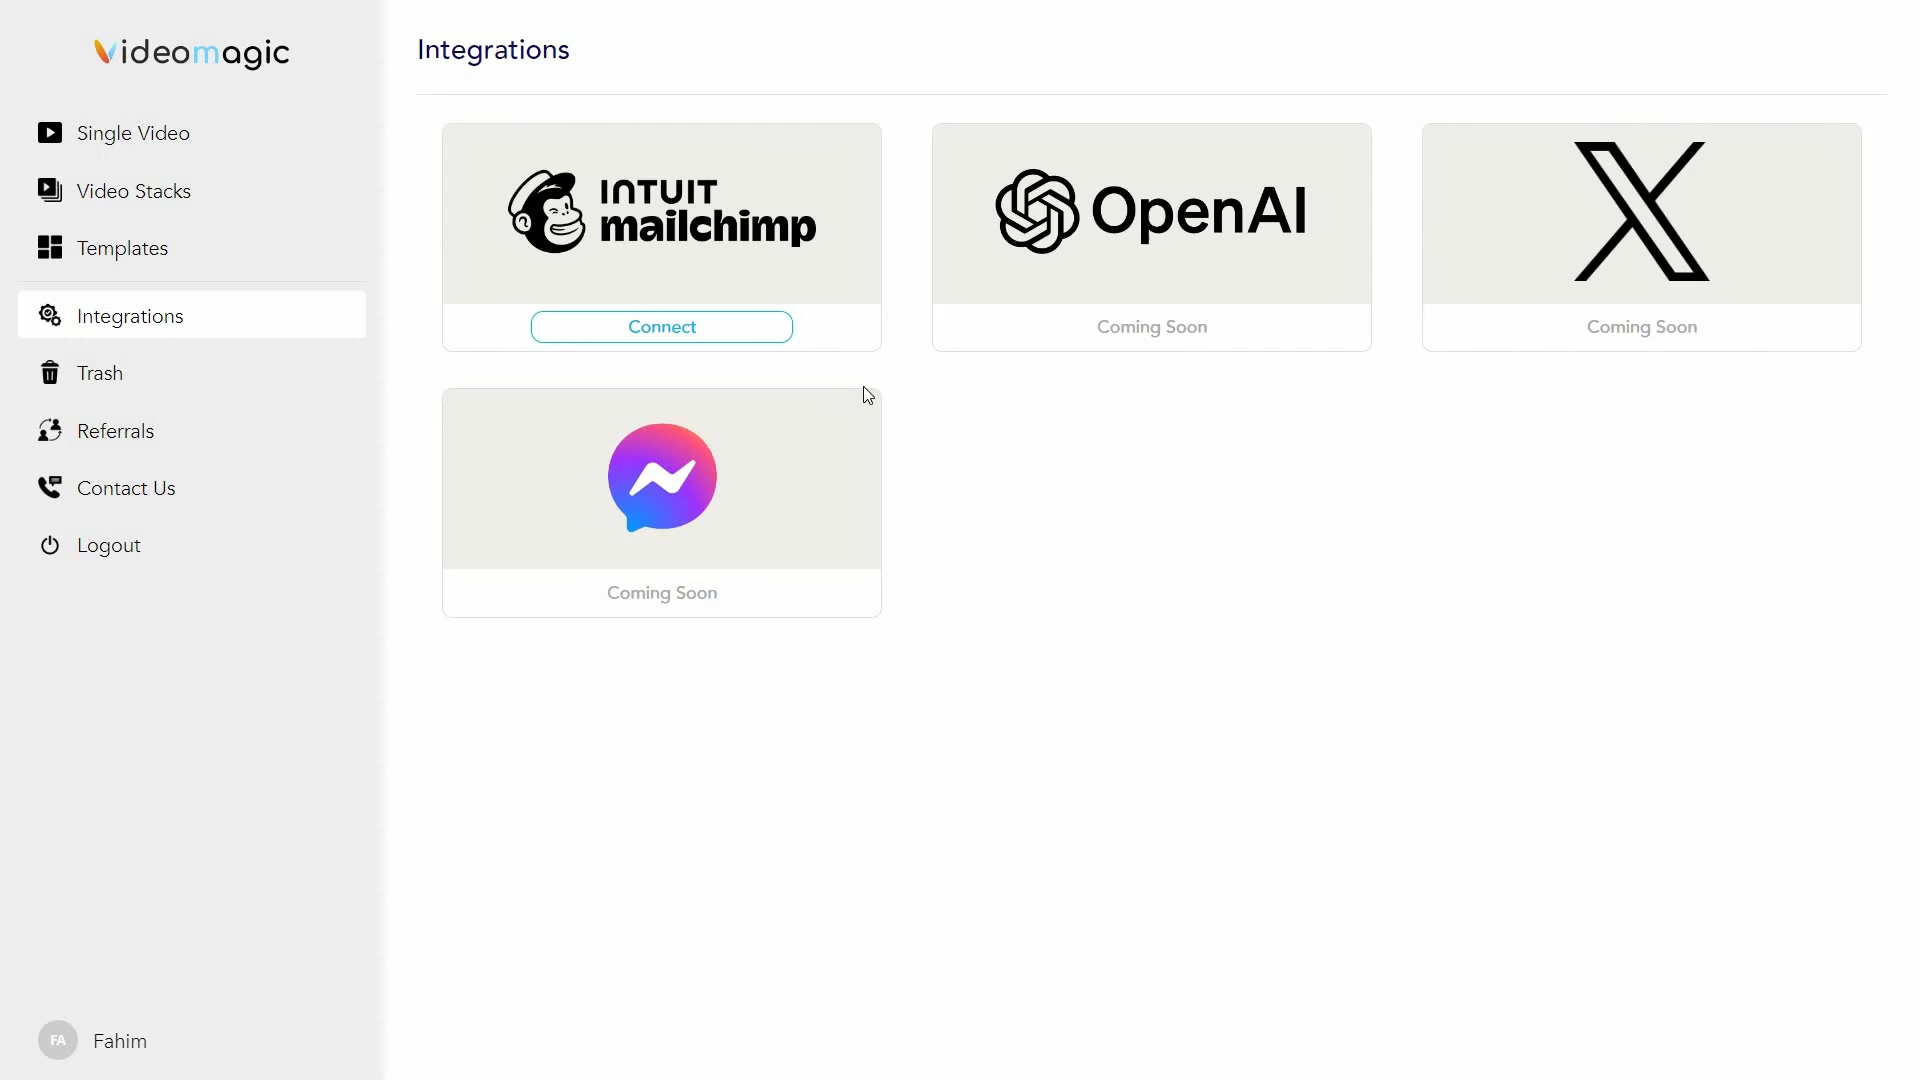 Videomagic
Integrations
Single Video
Video Stacks
Templates
Integrations
Trash
Referrals
Contact Us
Logout
INTUIT
mailchimp
Connect
OpenAI
Coming Soon
X
Coming Soon
Coming Soon
FA
Fahim